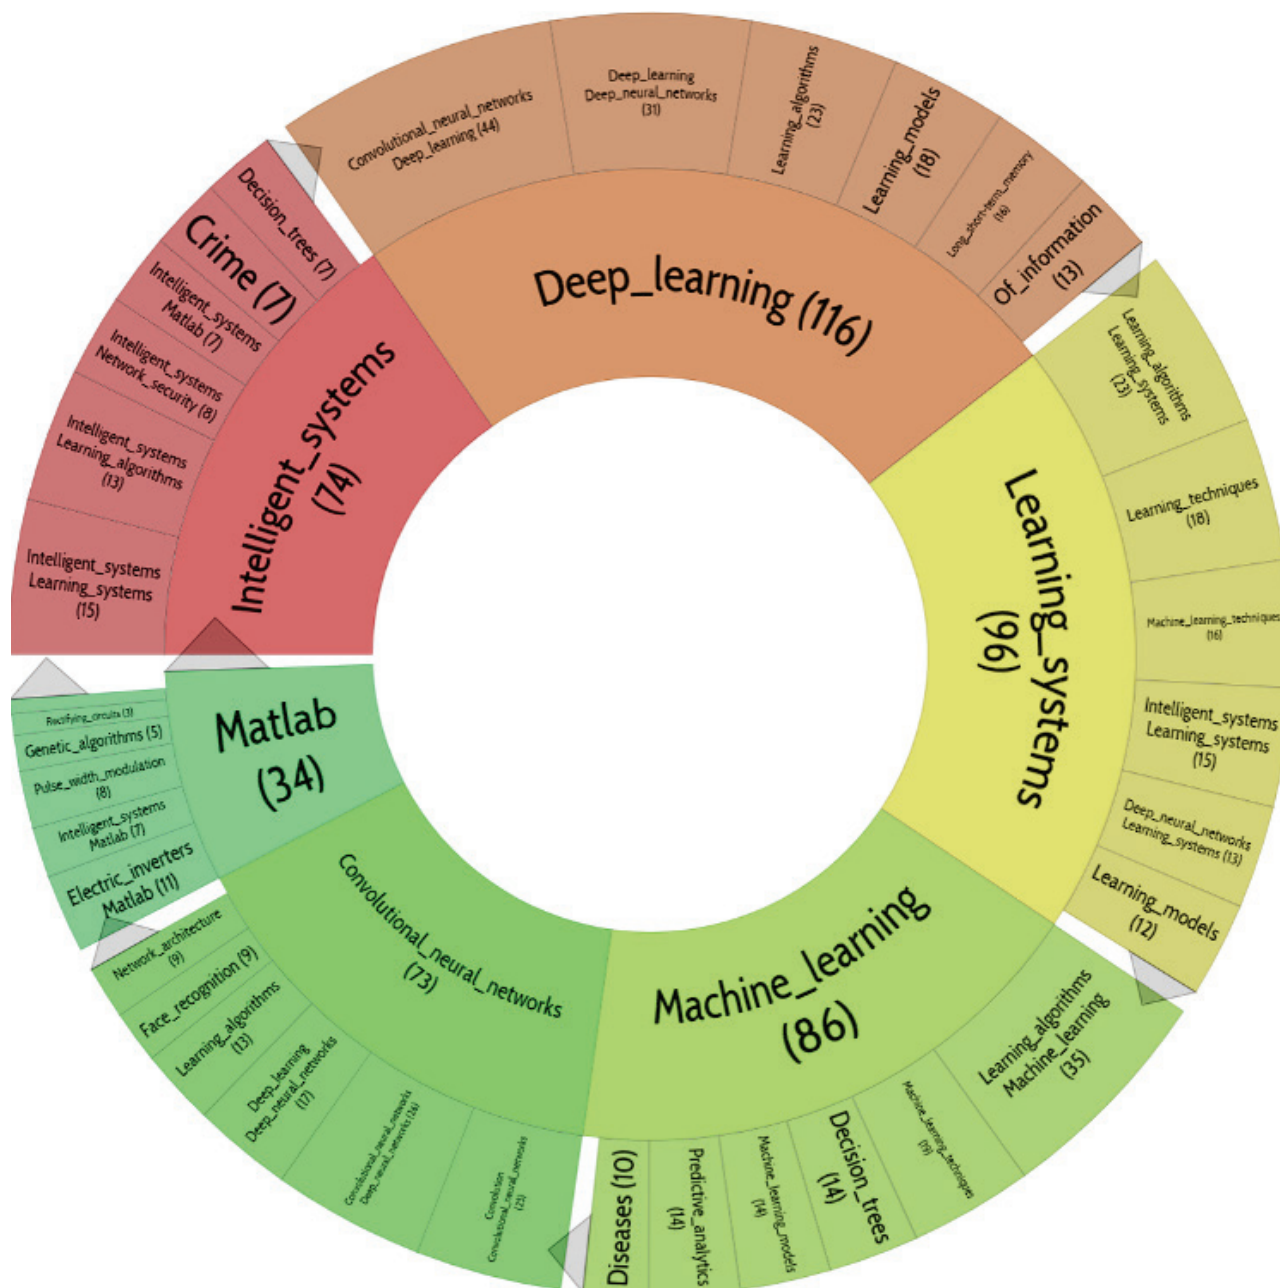 Deep_learning (116)
Convolutional_neural_networks
Deep_learning (44)
Deep_learning
Deep_neural_networks
(31)
Learning_algorithms
(23)
Learning_models
(18)
Long_short-term_memory
(16)
Of_information
(13)
Learning_systems
(96)
Learning_algorithms
Learning_systems
(23)
Learning_techniques
(18)
Machine_learning_techniques
(16)
Intelligent_systems
Learning_systems
(15)
Deep_neural_networks
Learning_systems (13)
Learning_models
(12)
Machine_learning
(86)
Learning_algorithms
Machine_learning
(35)
Machine_learning_techniques
(19)
Decision_trees
(14)
Machine_learning_models
(14)
Predictive_analytics
(14)
Diseases (10)
Convolutional_neural_networks
(73)
Convolution
Convolutional_neural_networks
Convolutional_neural_networks
Deep_neural_networks (26)
Deep_learning
Deep_neural_networks
(17)
Learning_algorithms
(13)
Face_recognition (9)
Network_architecture
(9)
Matlab
(34)
Electric_inverters
Matlab (11)
Intelligent_systems
Matlab (7)
Pulse_width_modulation
(8)
Genetic_algorithms (5)
Rectifying_circuits (3)
Intelligent_systems
(74)
Intelligent_systems
Learning_systems
(15)
Intelligent_systems
Learning_algorithms
(13)
Intelligent_systems
Network_security (8)
Intelligent_systems
Matlab (7)
Crime (7)
Decision_trees (7)